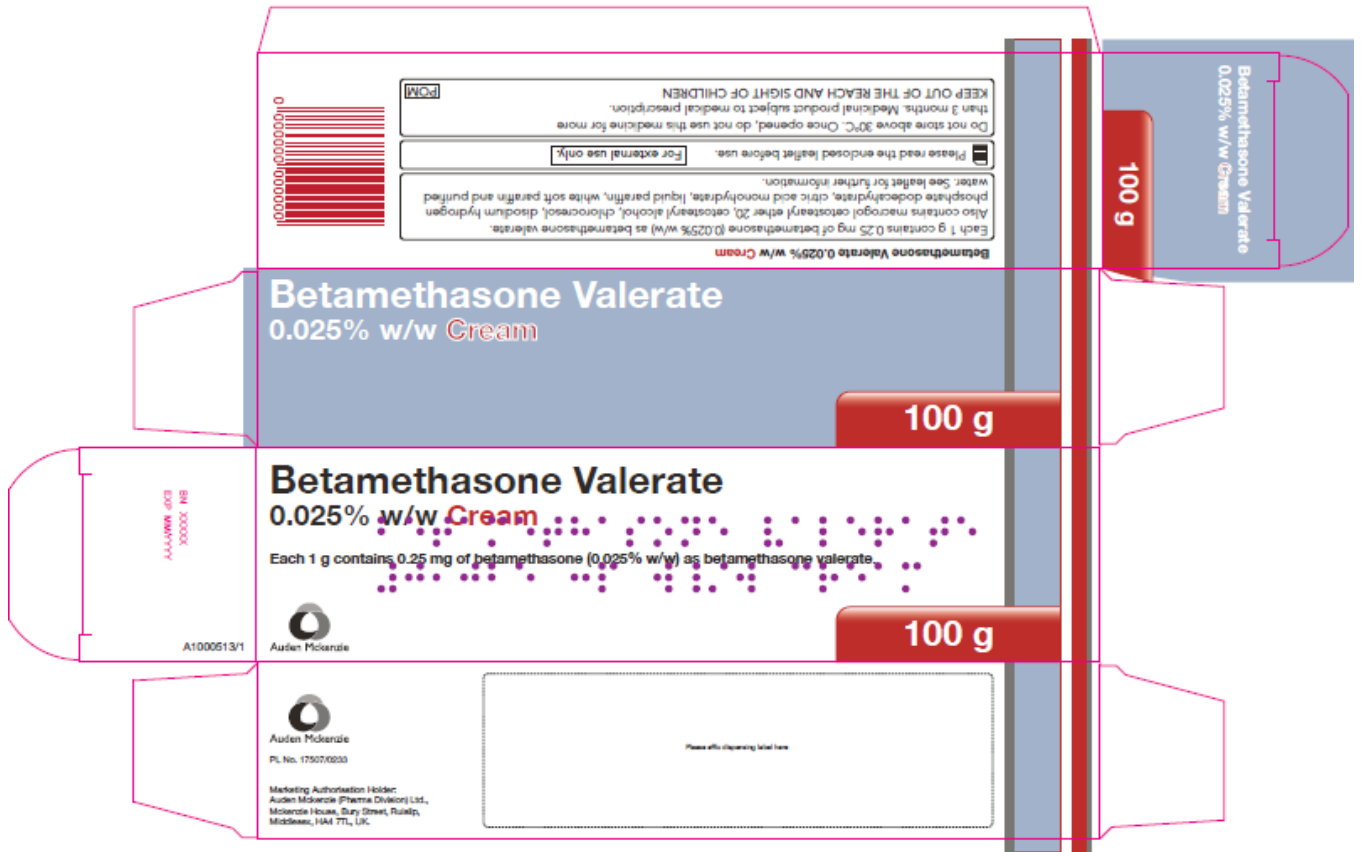 KEEP OUT OF THE REACH AND SIGHT OF CHILDREN
POM
than 3 months. Medicinal product subject to medical prescription.
Do not store above 30°C. Once opened, do not use this medicine for more
Please read the enclosed leaflet before use.
For external use only.
water. See leaflet for further information.
phosphate dodecahydrate, citric acid monohydrate, liquid paraffin, white soft paraffin and purified
Also contains macrogol cetostearyl ether 20, cetostearyl alcohol, chlorocresol, disodium hydrogen
Each 1 g contains 0.25 mg of betamethasone (0.025% w/w) as betamethasone valerate.
Betamethasone Valerate 0.025% w/w Cream
0 000000 000000
Betamethasone Valerate
0.025% w/w Cream
100 g
Betamethasone Valerate
0.025% w/w Cream
100 g
BN XXXXX
EXP MM/YYYY
A1000513/1
Betamethasone Valerate
0.025% w/w Cream
Each 1 g contains 0.25 mg of betamethasone (0.025% w/w) as betamethasone valerate.
Auden Mckenzie
100 g
Auden Mckenzie
PL No. 17507/0233
Marketing Authorisation Holder:
Auden Mckenzie (Pharma Division) Ltd.,
Mckenzie House, Bury Street, Ruislip,
Middlesex, HA4 7TL, UK.
Please affix dispensing label here